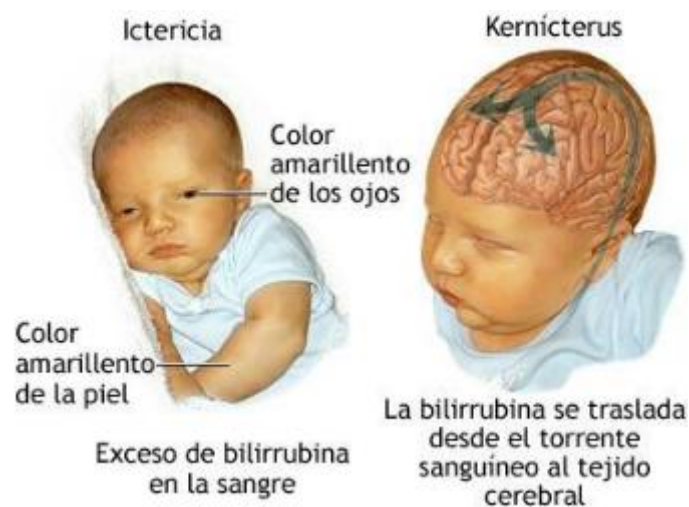 Ictericia
Kernicterus
Color
amarillento
de los ojos
Color
amarillento
de la piel
Exceso de bilirrubina
en la sangre
La bilirrubina se traslada
desde el torrente
sanguíneo al tejido
cerebral